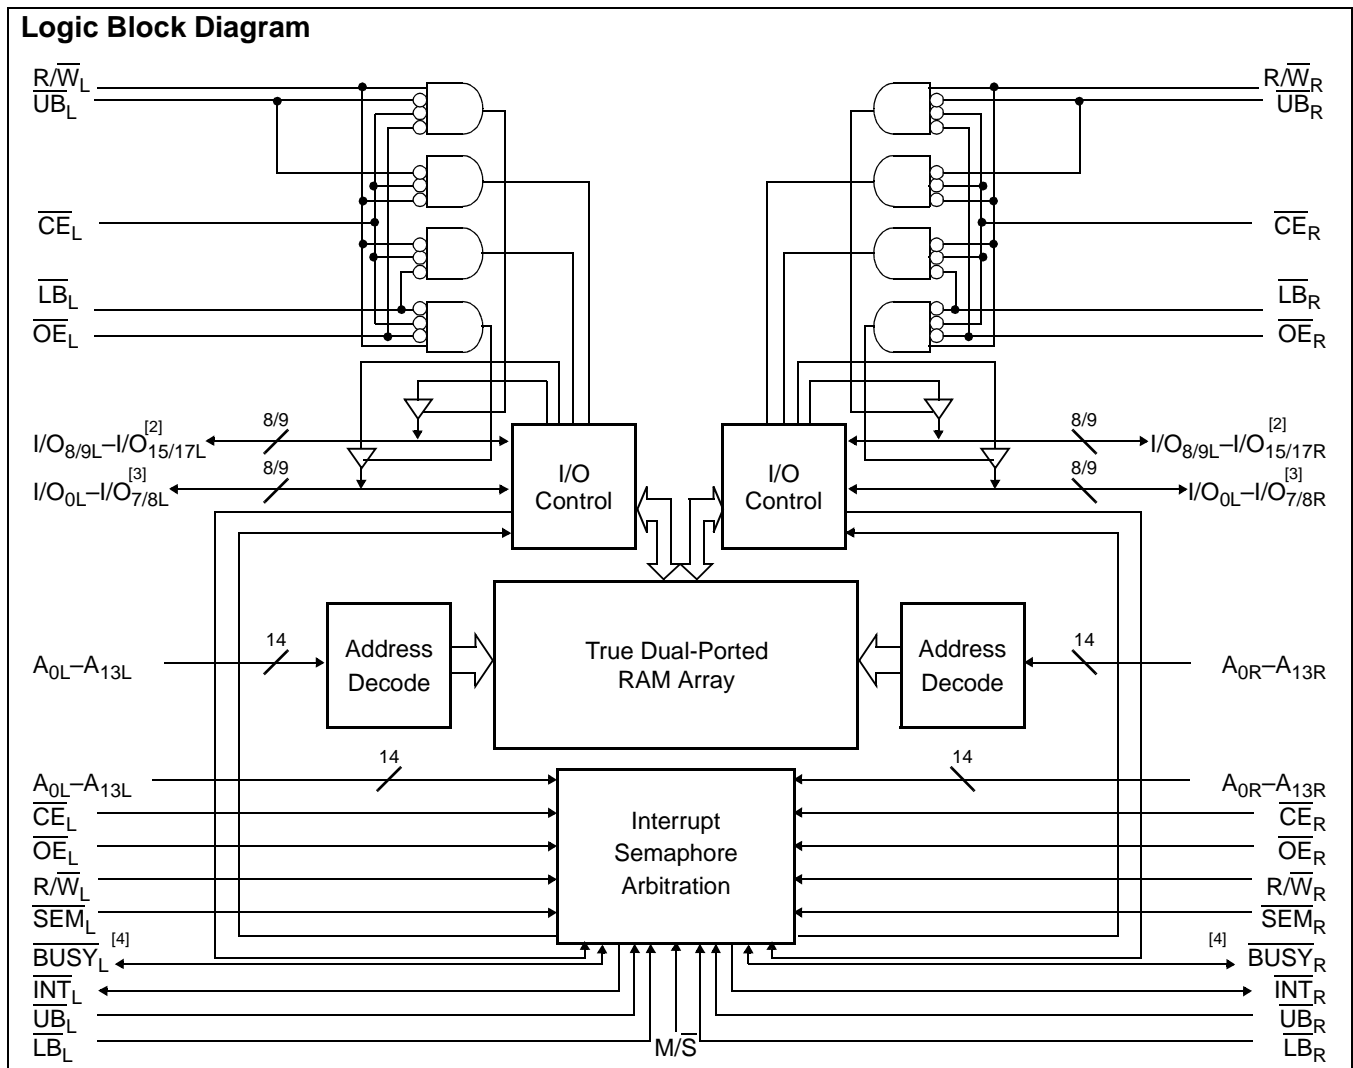 Logic Block Diagram
R/W̅L R/W̅R
U̅B̅L U̅B̅R
C̅E̅L C̅E̅R
L̅B̅L L̅B̅R
O̅E̅L O̅E̅R
I/O8/9L–I/O15/17L[2] 8/9 8/9 I/O8/9L–I/O15/17R[2]
I/O0L–I/O7/8L[3] 8/9 8/9 I/O0L–I/O7/8R[3]
I/O I/O
Control Control
A0L–A13L 14 Address True Dual-Ported Address 14 A0R–A13R
Decode RAM Array Decode
A0L–A13L 14 14 A0R–A13R
C̅E̅L Interrupt C̅E̅R
O̅E̅L Semaphore O̅E̅R
R/W̅L Arbitration R/W̅R
S̅E̅M̅L S̅E̅M̅R
B̅U̅S̅Y̅L [4] [4] B̅U̅S̅Y̅R
I̅N̅T̅L I̅N̅T̅R
U̅B̅L U̅B̅R
L̅B̅L M/S̅ L̅B̅R